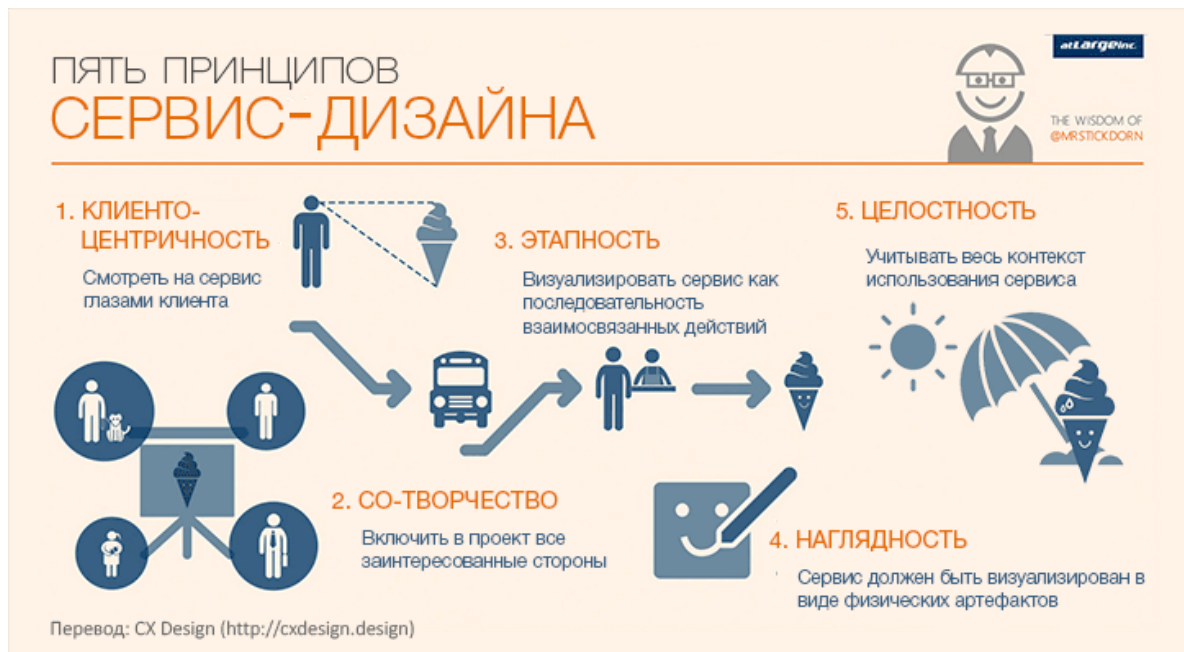 ПЯТЬ ПРИНЦИПОВ
СЕРВИС-ДИЗАЙНА
atLargeinc.
THE WISDOM OF
@MRSTICKDORN
1. КЛИЕНТО-
ЦЕНТРИЧНОСТЬ
Смотреть на сервис
глазами клиента
2. СО-ТВОРЧЕСТВО
Включить в проект все
заинтересованные стороны
3. ЭТАПНОСТЬ
Визуализировать сервис как
последовательность
взаимосвязанных действий
4. НАГЛЯДНОСТЬ
Сервис должен быть визуализирован в
виде физических артефактов
5. ЦЕЛОСТНОСТЬ
Учитывать весь контекст
использования сервиса
Перевод: CX Design (http://cxdesign.design)